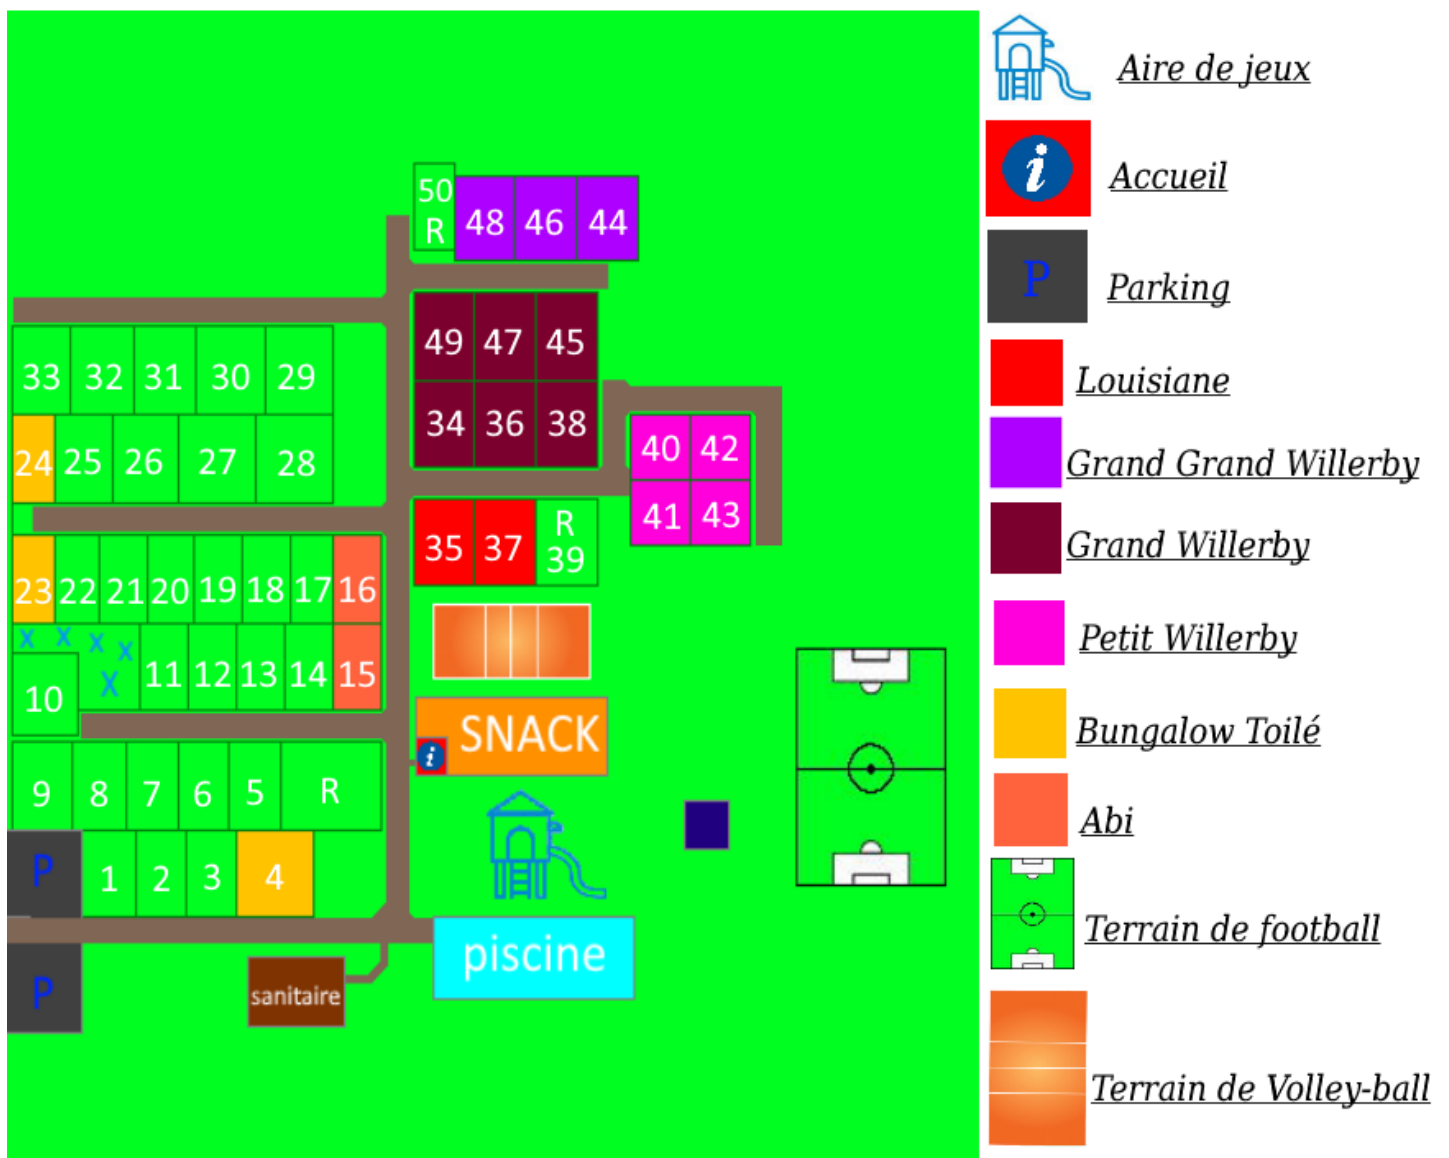 50
R
48 46 44
49 47 45
34 36 38
33 32 31 30 29
24 25 26 27 28
40 42
41 43
35 37
R
39
23 22 21 20 19 18 17 16
X X X X
X
10
11 12 13 14 15
SNACK
i
9 8 7 6 5 R
P
1 2 3 4
piscine
P
sanitaire
Aire de jeux
i
Accueil
P
Parking
Louisiane
Grand Grand Willerby
Grand Willerby
Petit Willerby
Bungalow Toilé
Abi
Terrain de football
Terrain de Volley-ball